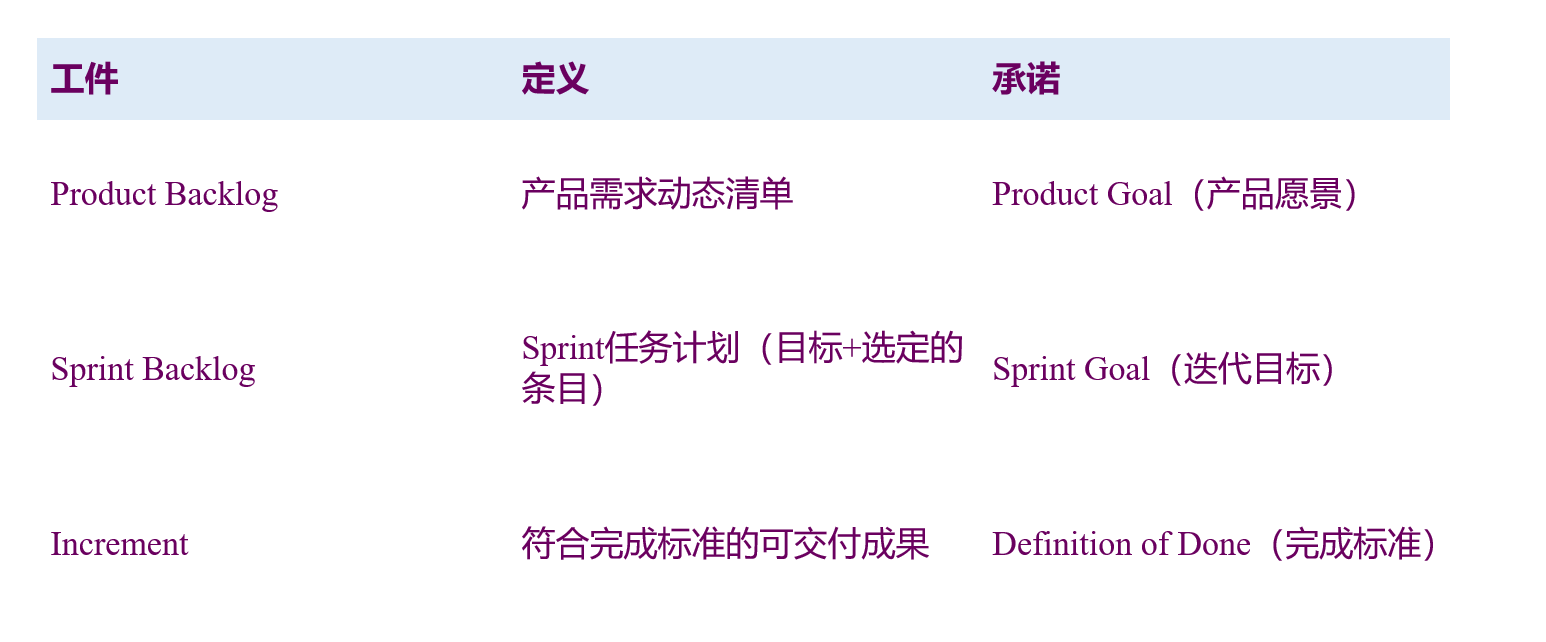 工件 定义 承诺
Product Backlog 产品需求动态清单 Product Goal（产品愿景）
Sprint任务计划（目标+选定的
Sprint Backlog Sprint Goal（迭代目标）
条目）
Increment 符合完成标准的可交付成果 Definition of Done（完成标准）